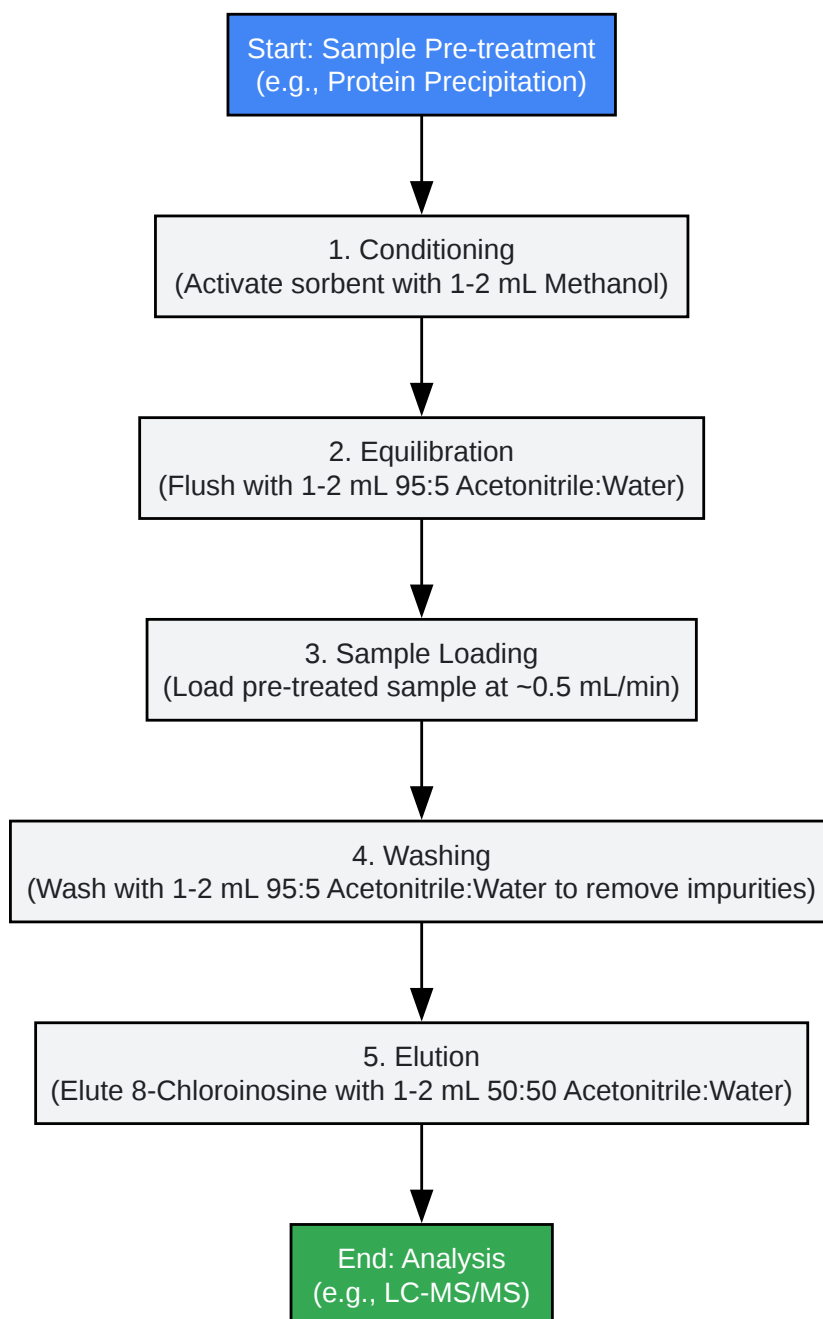 Start: Sample Pre-treatment
(e.g., Protein Precipitation)
1. Conditioning
(Activate sorbent with 1-2 mL Methanol)
2. Equilibration
(Flush with 1-2 mL 95:5 Acetonitrile:Water)
3. Sample Loading
(Load pre-treated sample at ~0.5 mL/min)
4. Washing
(Wash with 1-2 mL 95:5 Acetonitrile:Water to remove impurities)
5. Elution
(Elute 8-Chloroinosine with 1-2 mL 50:50 Acetonitrile:Water)
End: Analysis
(e.g., LC-MS/MS)